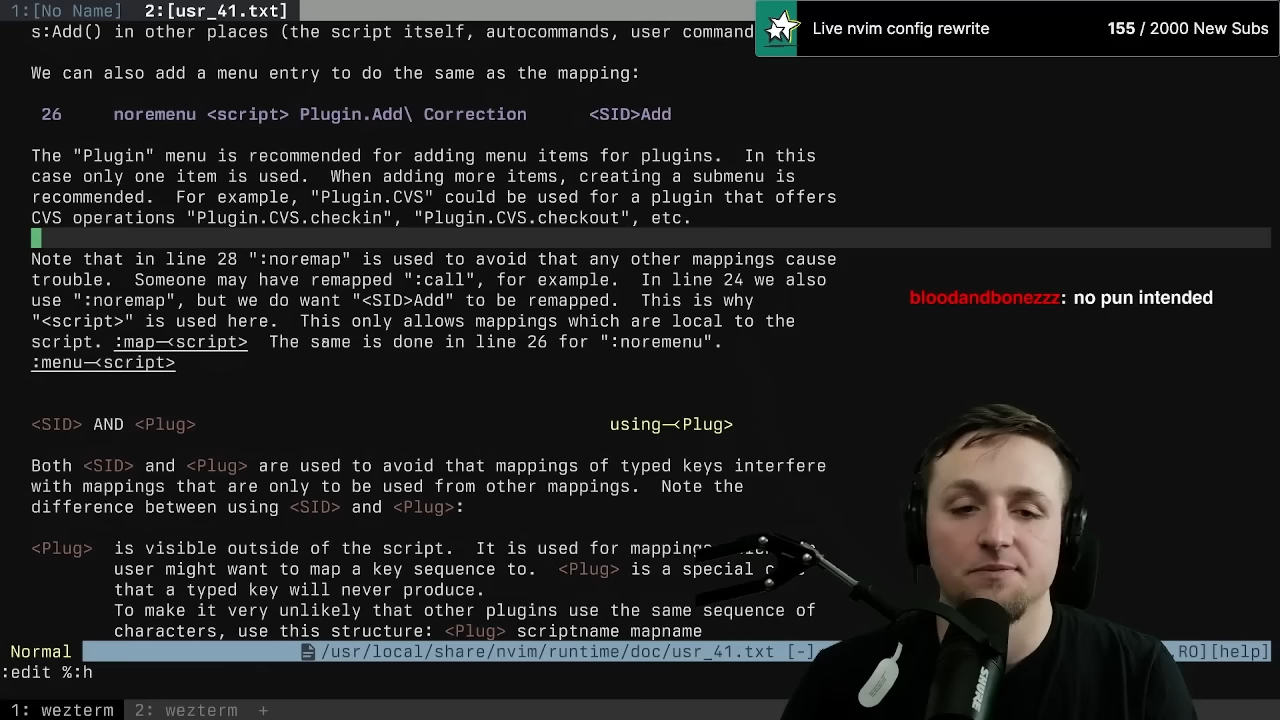 1:[No Name]  2:[usr_41.txt]
Live nvim config rewrite 155 / 2000 New Subs
s:Add() in other places (the script itself, autocommands, user command
We can also add a menu entry to do the same as the mapping:
26 noremenu <script> Plugin.Add\ Correction <SID>Add
The "Plugin" menu is recommended for adding menu items for plugins.  In this
case only one item is used.  When adding more items, creating a submenu is
recommended.  For example, "Plugin.CVS" could be used for a plugin that offers
CVS operations "Plugin.CVS.checkin", "Plugin.CVS.checkout", etc.
Note that in line 28 ":noremap" is used to avoid that any other mappings cause
trouble.  Someone may have remapped ":call", for example.  In line 24 we also
use ":noremap", but we do want "<SID>Add" to be remapped.  This is why
"<script>" is used here.  This only allows mappings which are local to the
script. :map-<script>  The same is done in line 26 for ":noremenu".
:menu-<script>
bloodandbonezzz: no pun intended
<SID> AND <Plug> using-<Plug>
Both <SID> and <Plug> are used to avoid that mappings of typed keys interfere
with mappings that are only to be used from other mappings.  Note the
difference between using <SID> and <Plug>:
<Plug>  is visible outside of the script.  It is used for mappings
user might want to map a key sequence to.  <Plug> is a special
that a typed key will never produce.
To make it very unlikely that other plugins use the same sequence of
characters, use this structure: <Plug> scriptname mapname
Normal /usr/local/share/nvim/runtime/doc/usr_41.txt [-] RO][help]
:edit %:h
SHURE
1: wezterm  2: wezterm  +